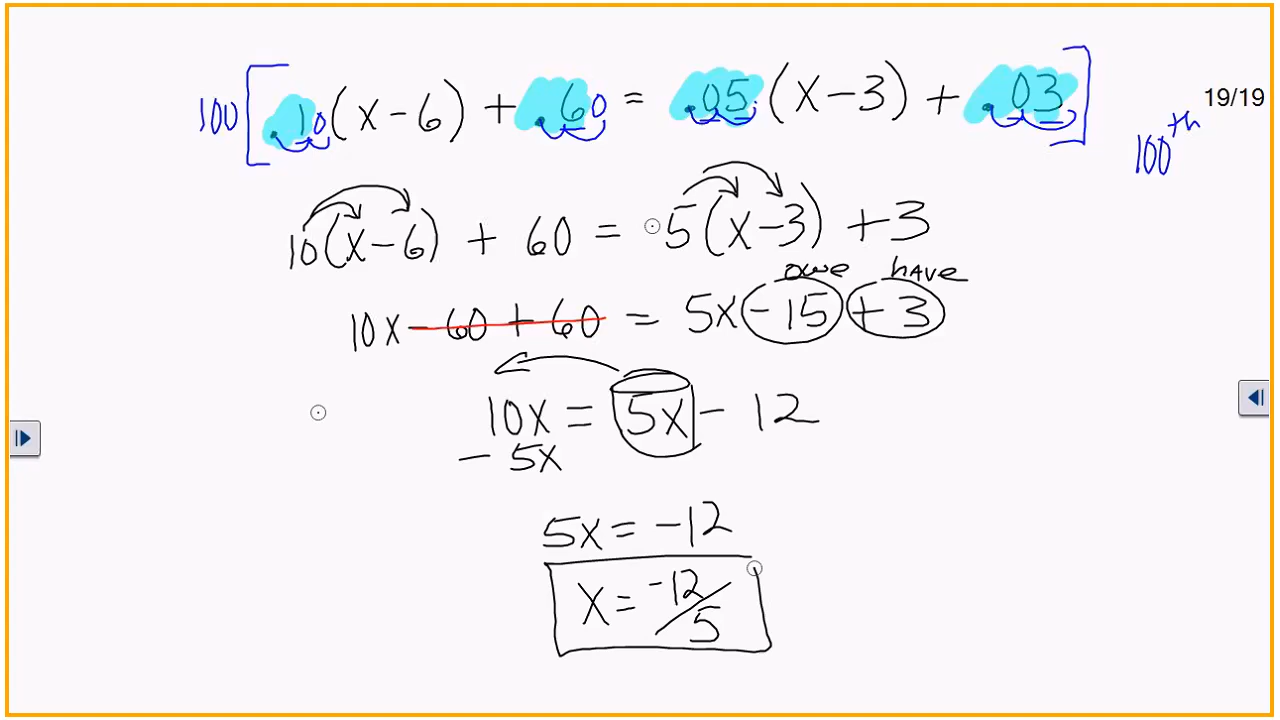 100[.10(x-6) + .60 = .05(x-3) + .03]
19/19
100th
10(x-6) + 60 = 5(x-3) + 3
owe have
10x - 60 + 60 = 5x - 15 + 3
10x = 5x - 12
- 5x
5x = -12
x = -12/5